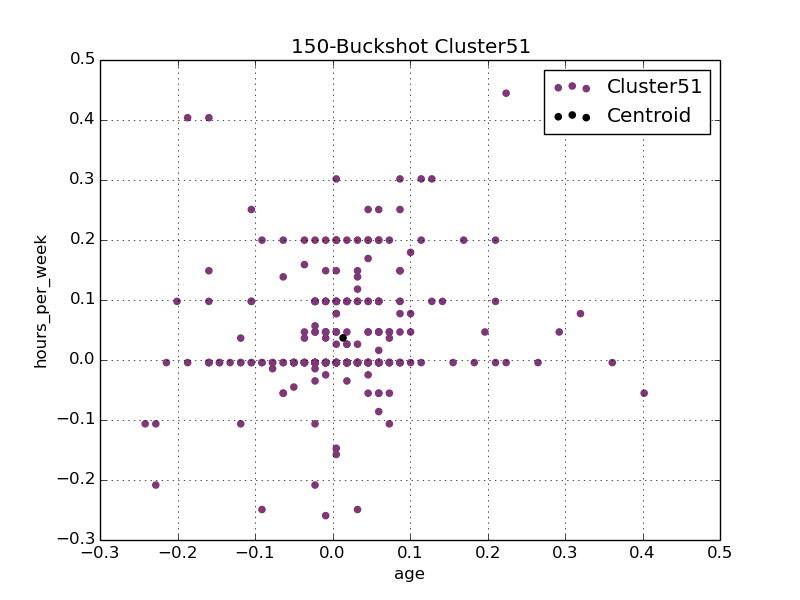 150-Buckshot Cluster51
Cluster51
Centroid
0.5
0.4
0.3
0.2
0.1
0.0
−0.1
−0.2
−0.3
hours_per_week
−0.3 −0.2 −0.1 0.0 0.1 0.2 0.3 0.4 0.5
age